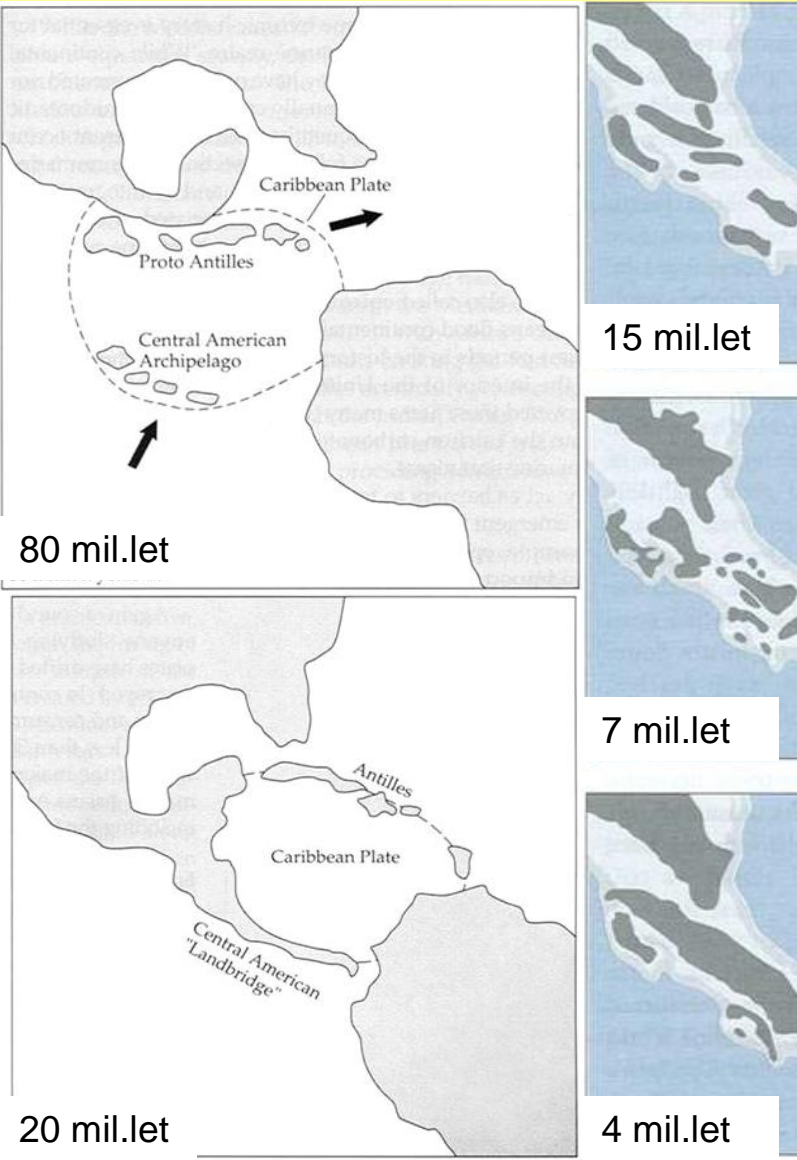 Caribbean Plate
Proto Antilles
Central American
Archipelago
80 mil.let
Antilles
Caribbean Plate
Central American
"Landbridge"
20 mil.let
15 mil.let
7 mil.let
4 mil.let